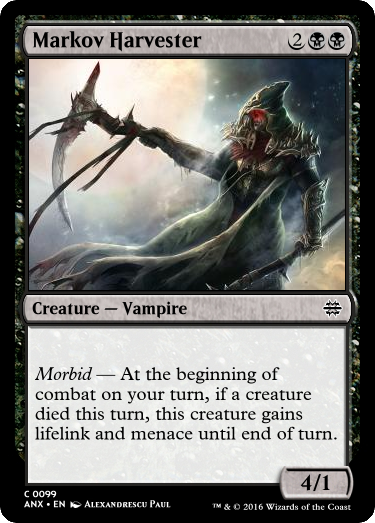 Markov Harvester 2
Creature — Vampire
Morbid — At the beginning of
combat on your turn, if a creature
died this turn, this creature gains
lifelink and menace until end of turn.
4/1
C 0099
ANX • EN Alexandrescu Paul
™ & © 2016 Wizards of the Coast